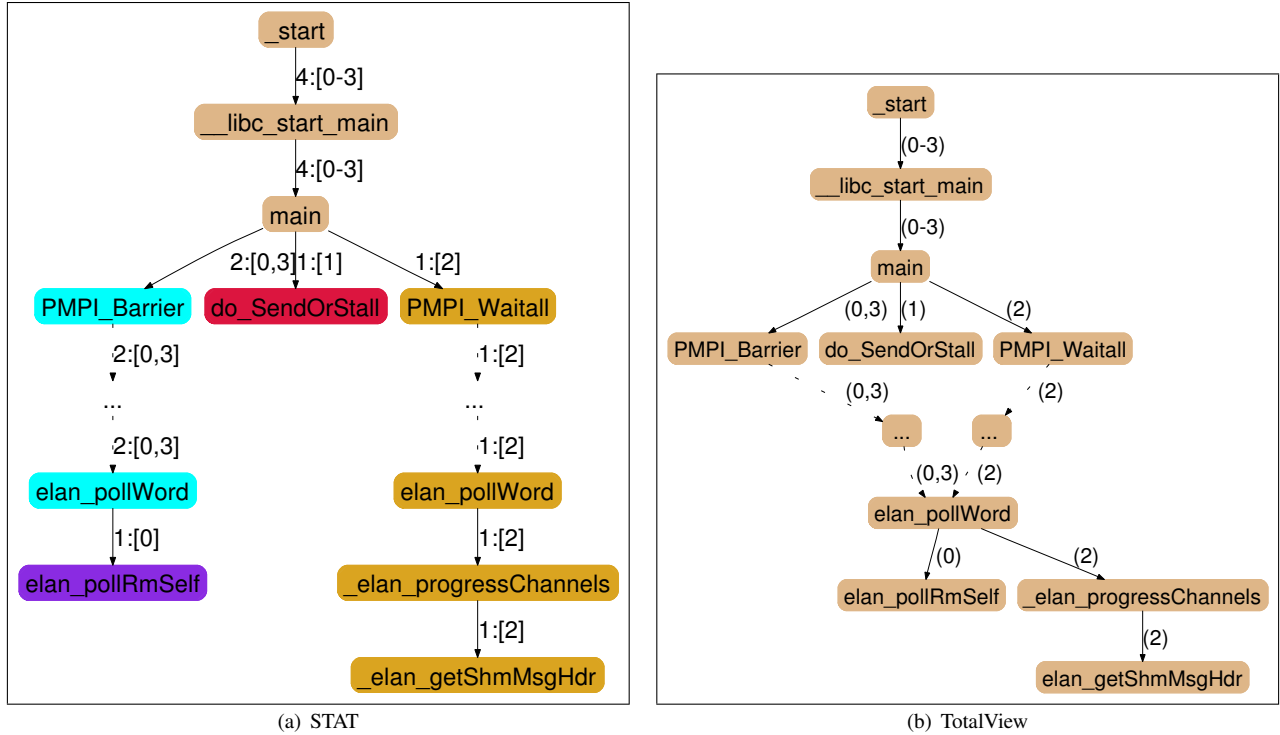 _start
4:[0-3]
__libc_start_main
4:[0-3]
main
2:[0,3] 1:[1] 1:[2]
PMPI_Barrier do_SendOrStall PMPI_Waitall
2:[0,3] 1:[2]
... ...
2:[0,3] 1:[2]
elan_pollWord elan_pollWord
1:[0] 1:[2]
elan_pollRmSelf _elan_progressChannels
1:[2]
_elan_getShmMsgHdr
(a) STAT
_start
(0-3)
__libc_start_main
(0-3)
main
(0,3) (1) (2)
PMPI_Barrier do_SendOrStall PMPI_Waitall
(0,3) (2)
... ...
(0,3) (2)
elan_pollWord
(0) (2)
elan_pollRmSelf _elan_progressChannels
(2)
elan_getShmMsgHdr
(b) TotalView